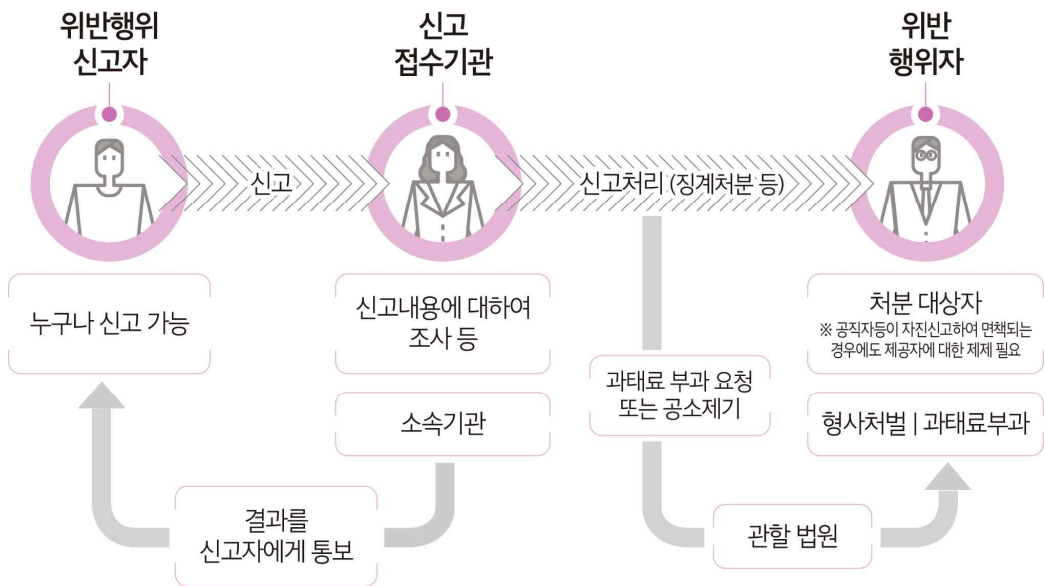 위반행위
신고자
신고
접수기관
위반
행위자
신고
신고처리 (징계처분 등)
누구나 신고 가능
신고내용에 대하여
조사 등
처분 대상자
※ 공직자등이 자진신고하여 면책되는
경우에도 제공자에 대한 제제 필요
과태료 부과 요청
또는 공소제기
소속기관
형사처벌 | 과태료부과
결과를
신고자에게 통보
관할 법원